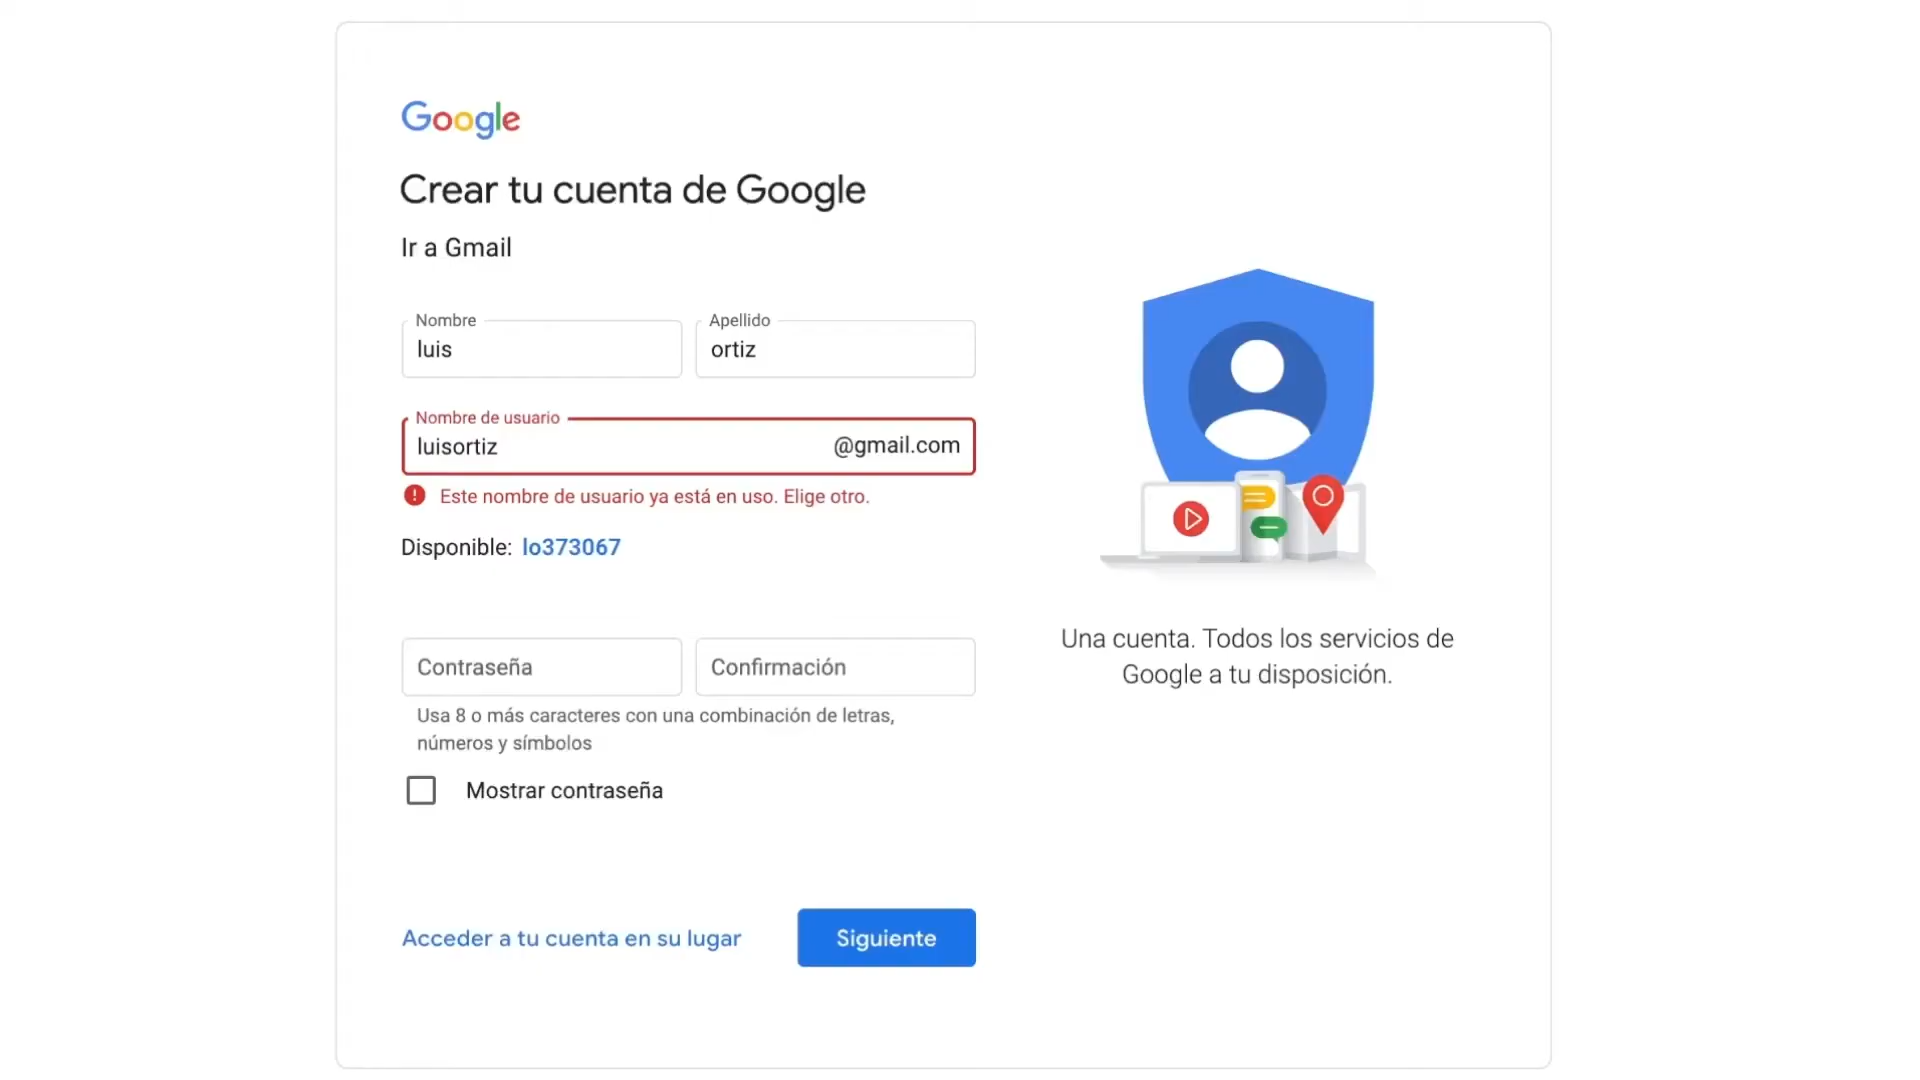 Google
Crear tu cuenta de Google
Ir a Gmail
Nombre
luis
Apellido
ortiz
Nombre de usuario
luisortiz
@gmail.com
Este nombre de usuario ya está en uso. Elige otro.
Disponible: lo373067
Contraseña
Confirmación
Usa 8 o más caracteres con una combinación de letras,
números y símbolos
Mostrar contraseña
Acceder a tu cuenta en su lugar
Siguiente
Una cuenta. Todos los servicios de
Google a tu disposición.